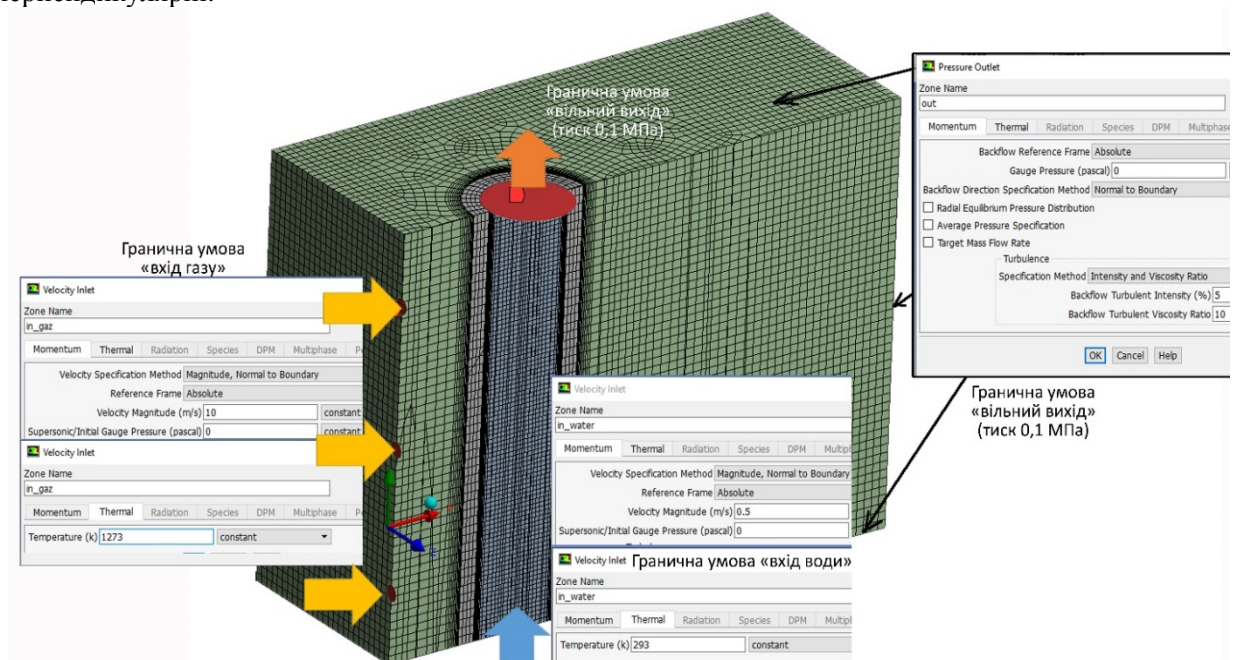 Гранична умова
«вільний вихід»
(тиск 0,1 МПа)
Гранична умова
«вхід газу»
Velocity Inlet
Zone Name
in_gaz
Momentum Thermal Radiation Species DPM Multiphase
Velocity Specification Method Magnitude, Normal to Boundary
Reference Frame Absolute
Velocity Magnitude (m/s) 10 constant
Supersonic/Initial Gauge Pressure (pascal) 0 constant
Velocity Inlet
Zone Name
in_gaz
Momentum Thermal Radiation Species DPM Multiphase
Temperature (k) 1273 constant
Velocity Inlet
Zone Name
in_water
Momentum Thermal Radiation Species DPM Multip
Velocity Specification Method Magnitude, Normal to Boundary
Reference Frame Absolute
Velocity Magnitude (m/s) 0.5
Supersonic/Initial Gauge Pressure (pascal) 0
Velocity Inlet Гранична умова «вхід води»
Zone Name
in_water
Momentum Thermal Radiation Species DPM Multipl
Temperature (k) 293 constant
Pressure Outlet
Zone Name
out
Momentum Thermal Radiation Species DPM Multiphase
Backflow Reference Frame Absolute
Gauge Pressure (pascal) 0
Backflow Direction Specification Method Normal to Boundary
Radial Equilibrium Pressure Distribution
Average Pressure Specification
Target Mass Flow Rate
Turbulence
Specification Method Intensity and Viscosity Ratio
Backflow Turbulent Intensity (%) 5
Backflow Turbulent Viscosity Ratio 10
OK Cancel Help
Гранична умова
«вільний вихід»
(тиск 0,1 МПа)